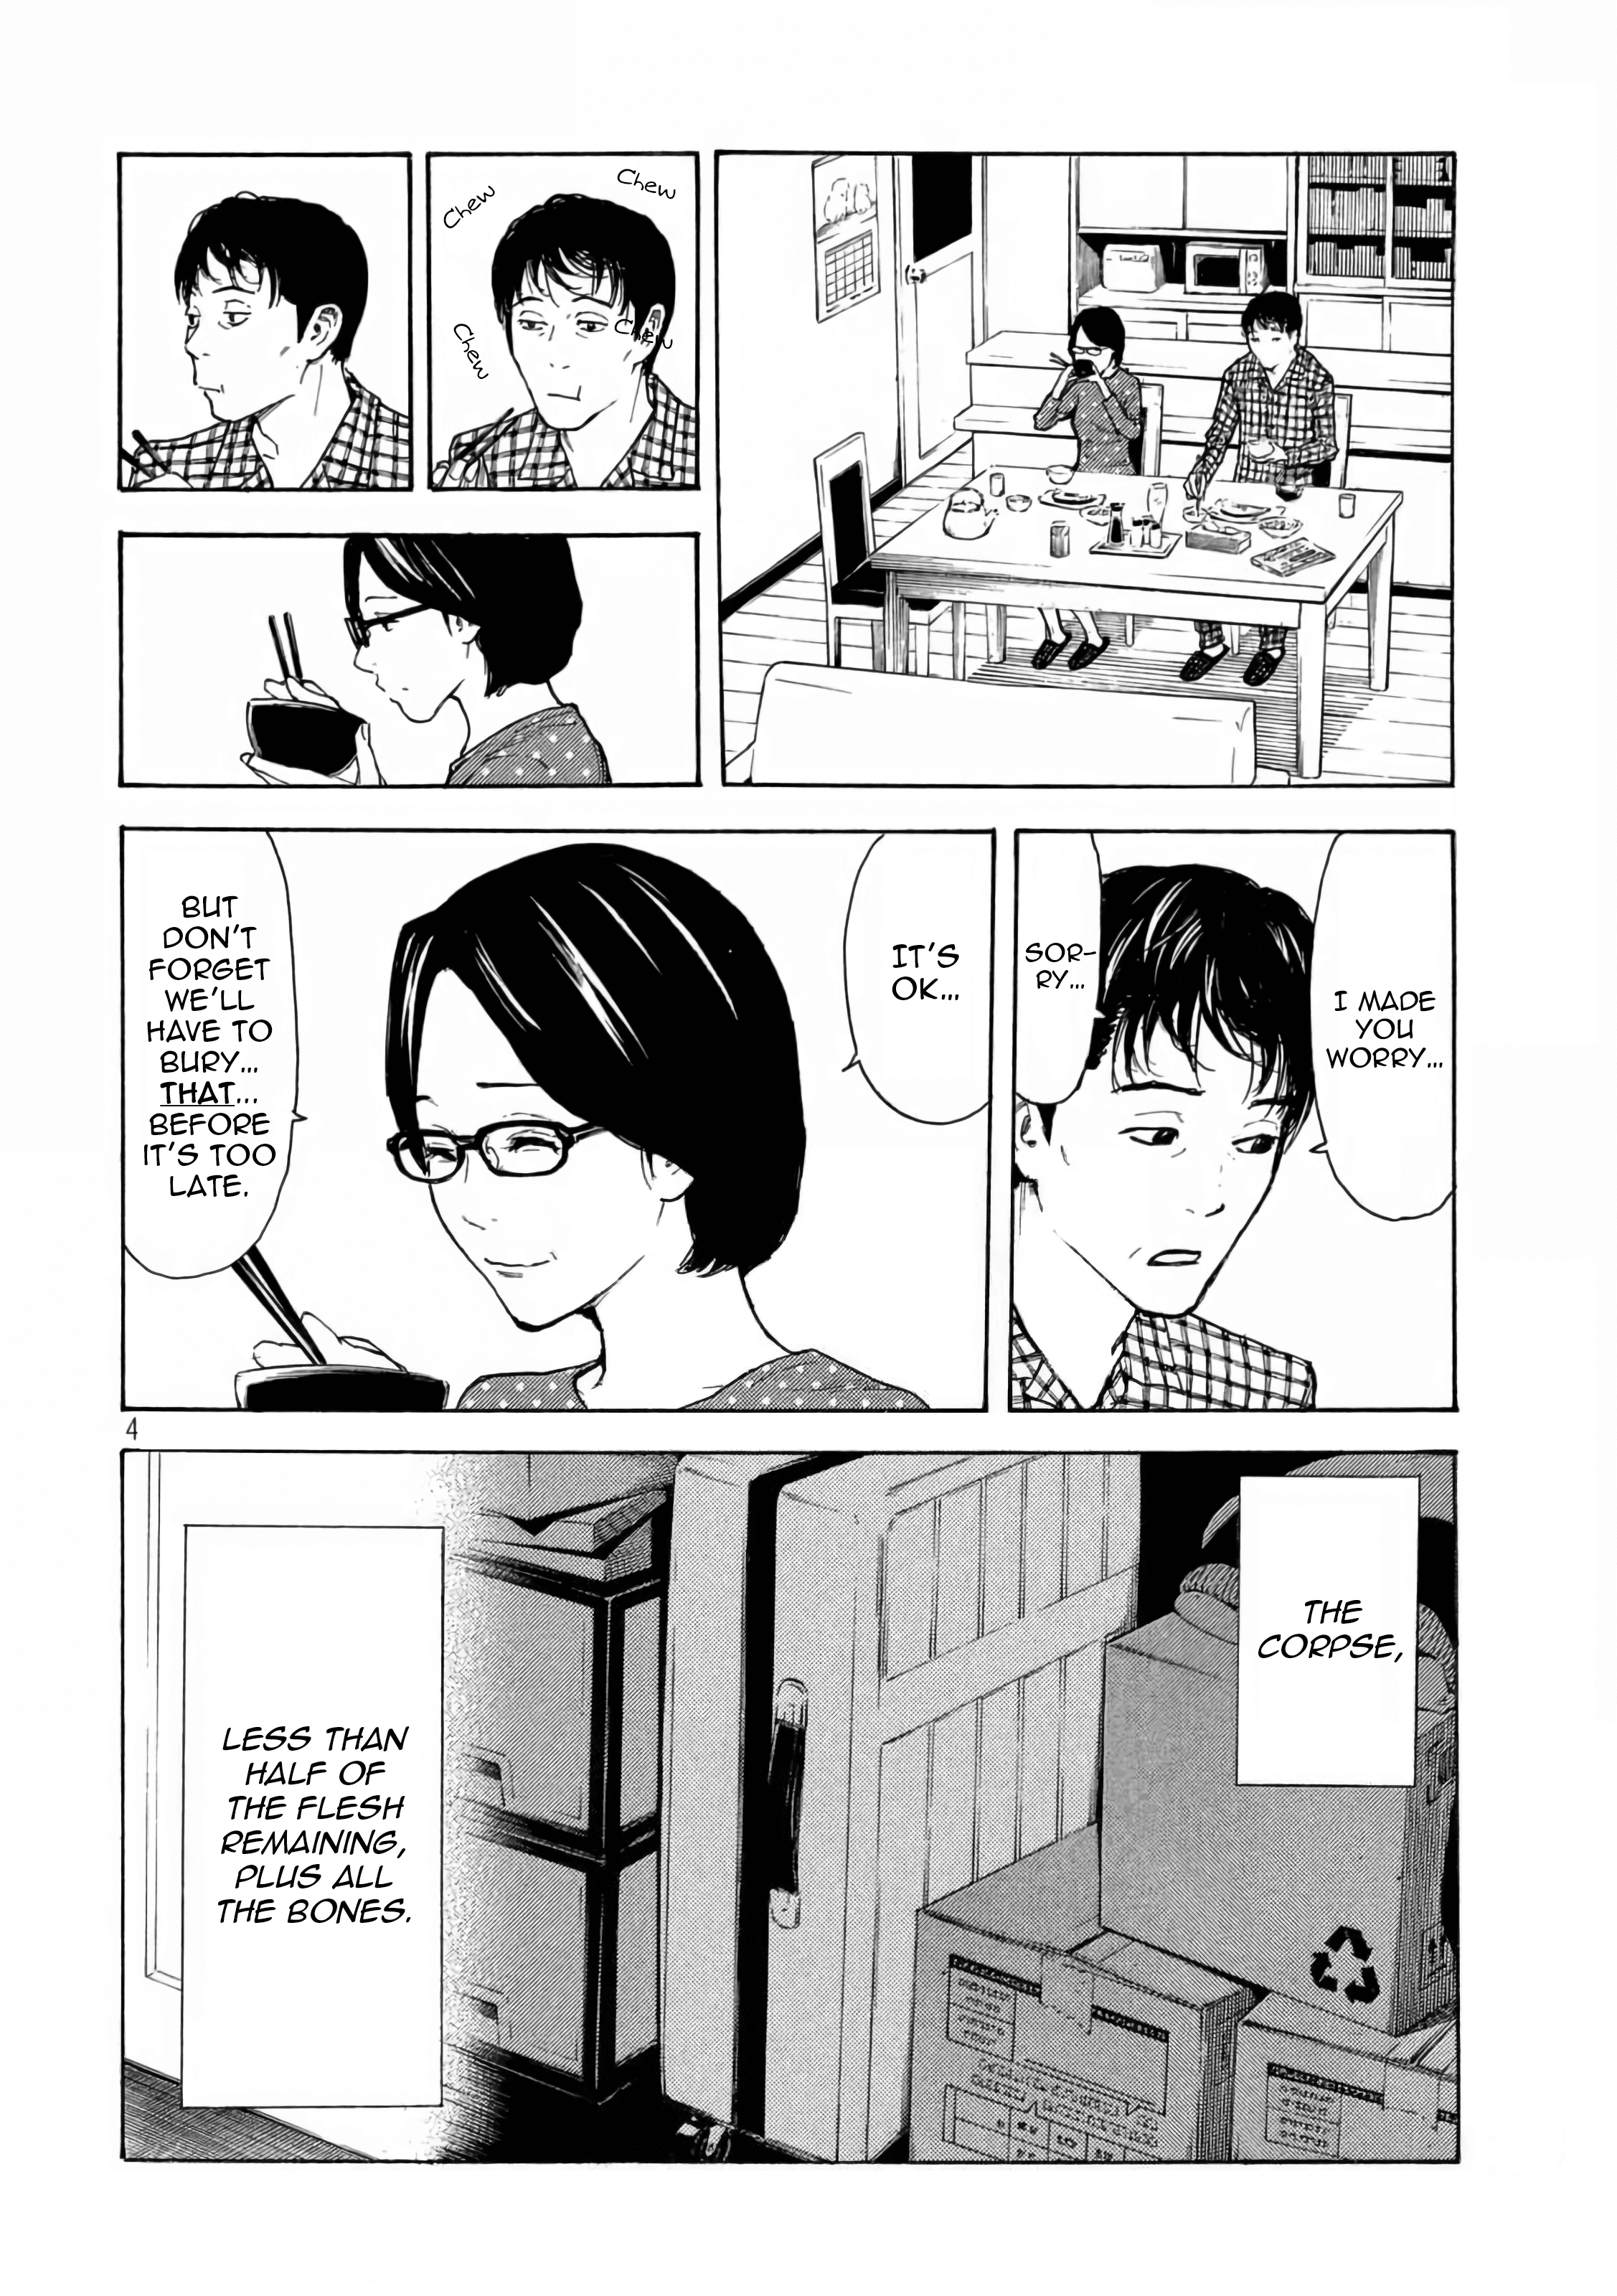 Chew
Chew
Chew
Chew
I MADE
YOU
WORRY...
SOR-
RY...
IT'S
OK...
BUT
DON'T
FORGET
WE'LL
HAVE TO
BURY...
THAT...
BEFORE
IT'S TOO
LATE.
4
THE
CORPSE,
LESS THAN
HALF OF
THE FLESH
REMAINING,
PLUS ALL
THE BONES.